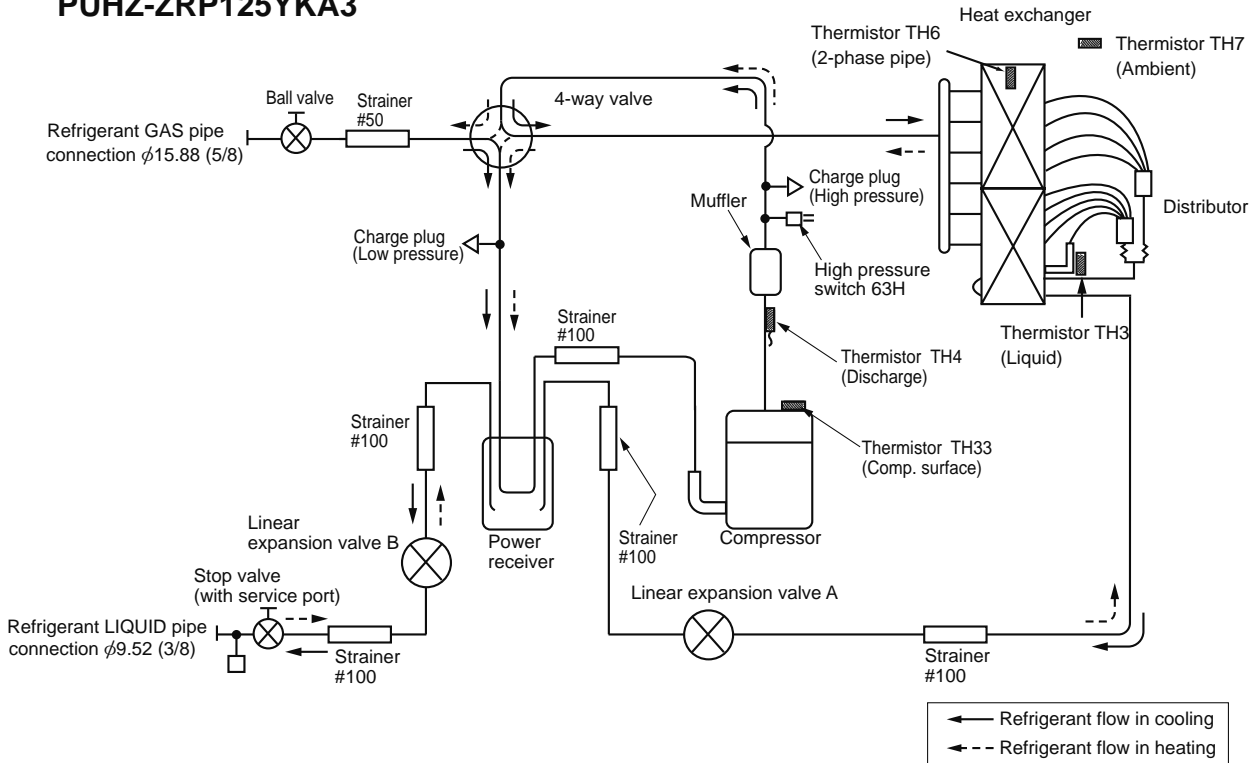 PUHZ-ZRP125YKA3
Heat exchanger
Thermistor TH6
(2-phase pipe)
Thermistor TH7
(Ambient)
Ball valve
Strainer
#50
4-way valve
Refrigerant GAS pipe
connection ϕ15.88 (5/8)
Charge plug
(High pressure)
Muffler
Distributor
Charge plug
(Low pressure)
High pressure
switch 63H
Strainer
#100
Thermistor TH3
(Liquid)
Thermistor TH4
(Discharge)
Strainer
#100
Thermistor TH33
(Comp. surface)
Linear
expansion valve B
Power
receiver
Strainer
#100
Compressor
Stop valve
(with service port)
Linear expansion valve A
Refrigerant LIQUID pipe
connection ϕ9.52 (3/8)
Strainer
#100
Strainer
#100
Refrigerant flow in cooling
Refrigerant flow in heating